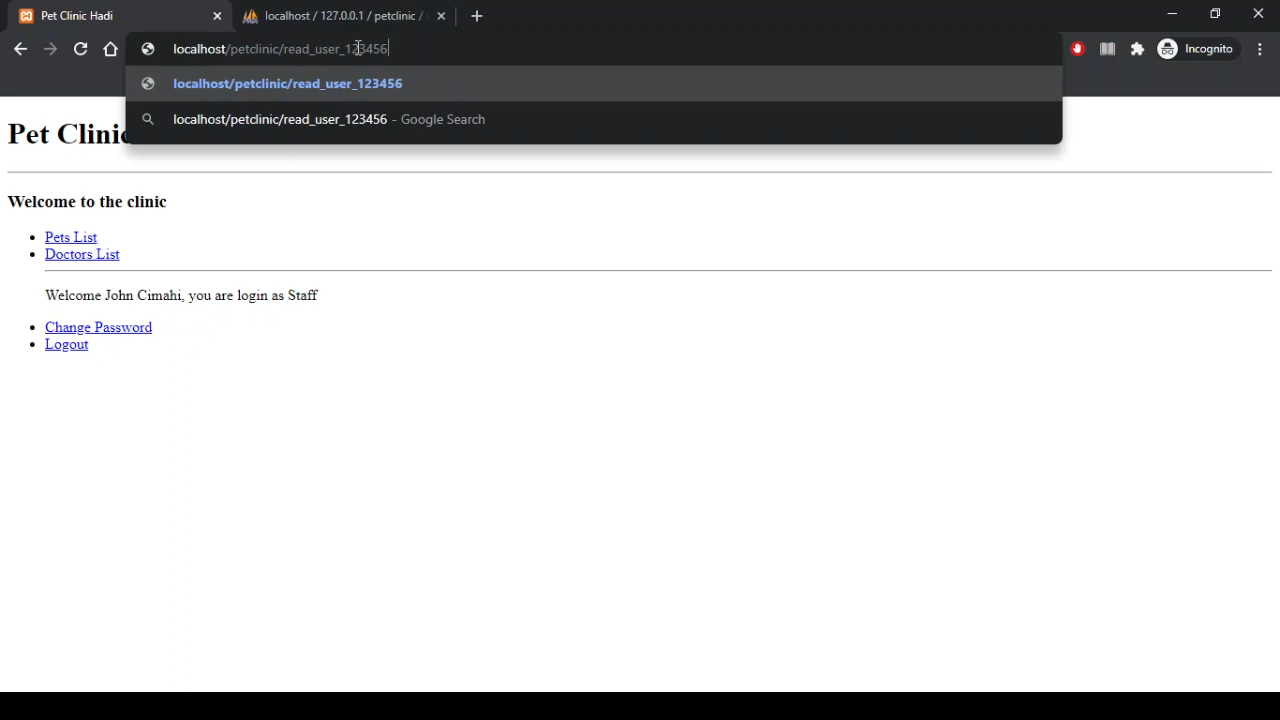 Pet Clinic Hadi
localhost / 127.0.0.1 / petclinic /
localhost/petclinic/read_user_123456
Incognito
localhost/petclinic/read_user_123456
localhost/petclinic/read_user_123456 - Google Search
Pet Clinic
Welcome to the clinic
Pets List
Doctors List
Welcome John Cimahi, you are login as Staff
Change Password
Logout